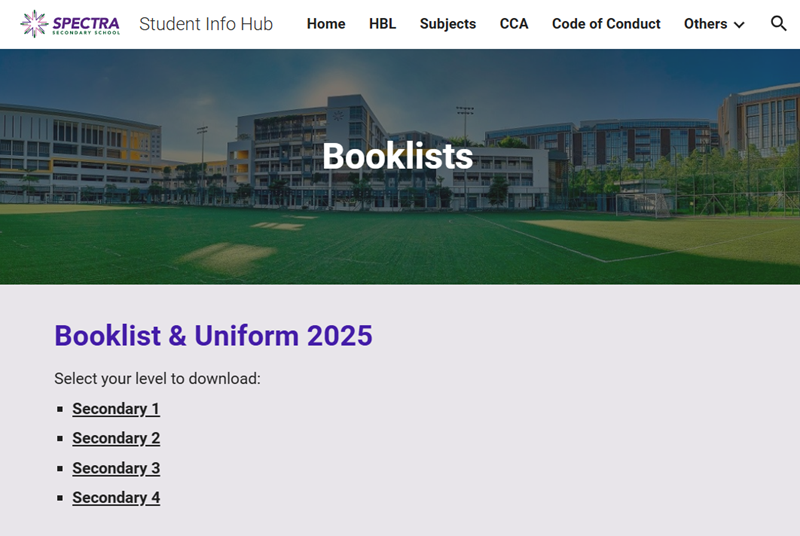 SPECTRA
SECONDARY SCHOOL
Student Info Hub
Home
HBL
Subjects
CCA
Code of Conduct
Others
Booklists
Booklist & Uniform 2025
Select your level to download:
Secondary 1
Secondary 2
Secondary 3
Secondary 4